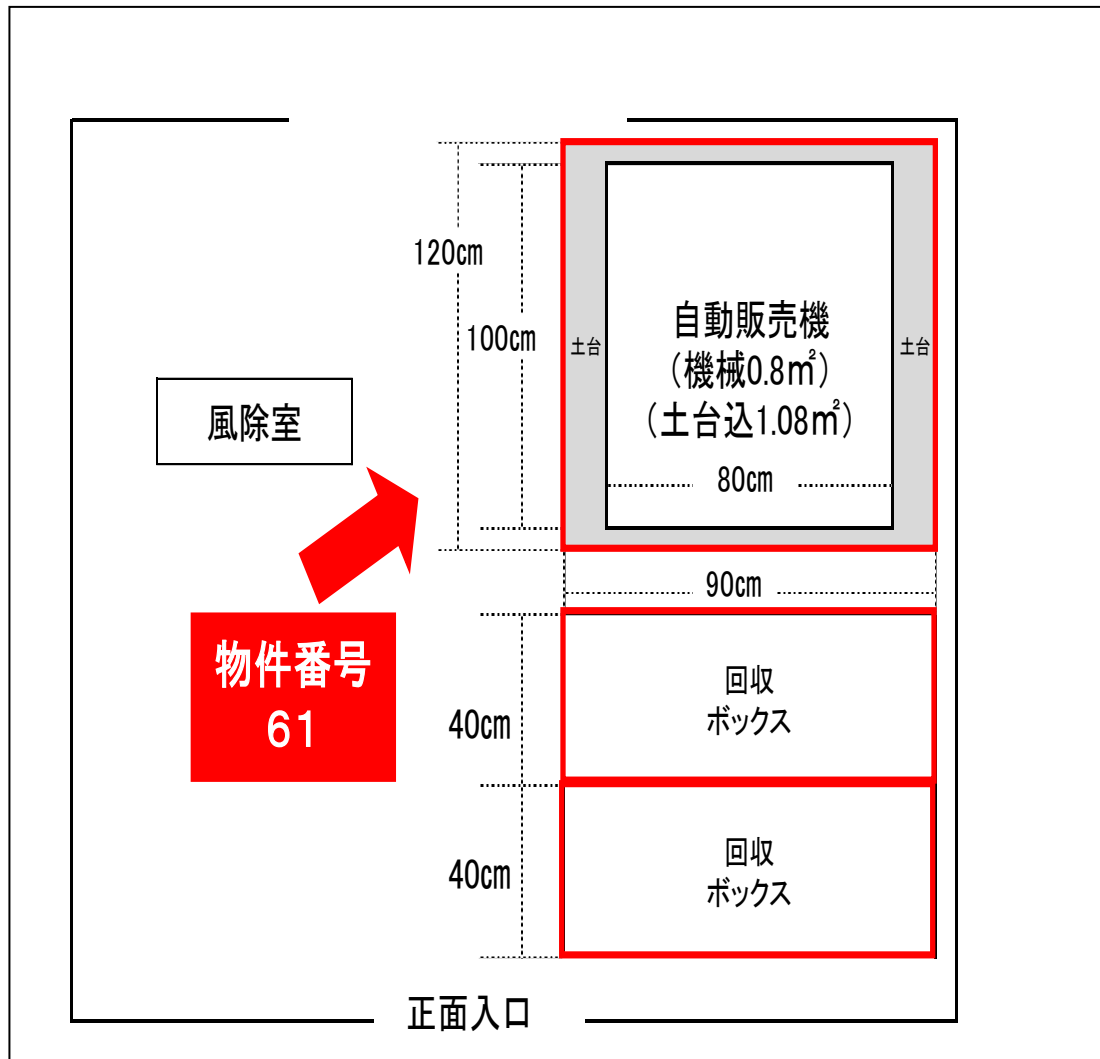 120cm
100cm
土台
自動販売機
(機械0.8㎡)
(土台込1.08㎡)
土台
80cm
風除室
90cm
物件番号
61
回収
ボックス
40cm
回収
ボックス
40cm
正面入口